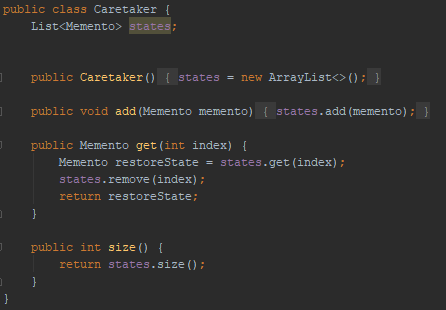 public class Caretaker {
List<Memento> states;
public Caretaker() { states = new ArrayList<>(); }
public void add(Memento memento) { states.add(memento); }
public Memento get(int index) {
Memento restoreState = states.get(index);
states.remove(index);
return restoreState;
}
public int size() {
return states.size();
}
}